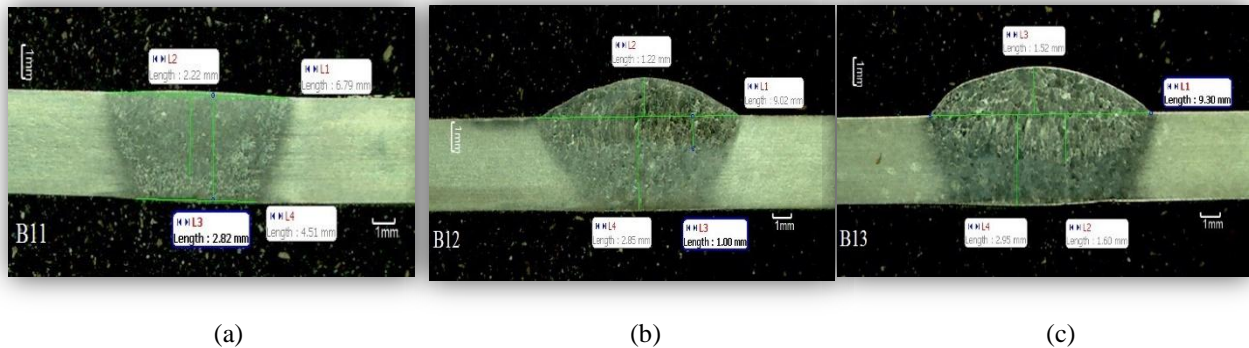 L2
Length : 2.22 mm
L1
Length : 6.79 mm
1mm
L3
Length : 2.82 mm
L4
Length : 4.51 mm
1mm
B11
L2
Length : 1.22 mm
L1
Length : 9.02 mm
1mm
L4
Length : 2.85 mm
L3
Length : 1.00 mm
1mm
B12
L3
Length : 1.52 mm
L1
Length : 9.30 mm
1mm
L4
Length : 2.95 mm
L2
Length : 1.60 mm
1mm
B13
(a)
(b)
(c)